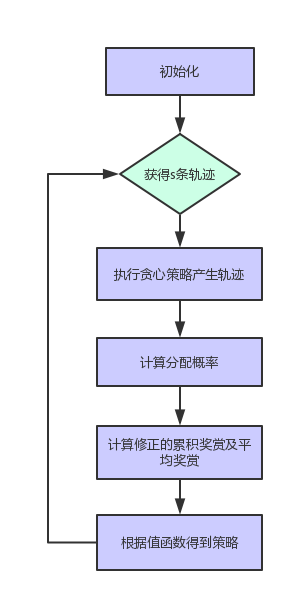 初始化
获得s条轨迹
执行贪心策略产生轨迹
计算分配概率
计算修正的累积奖赏及平
均奖赏
根据值函数得到策略